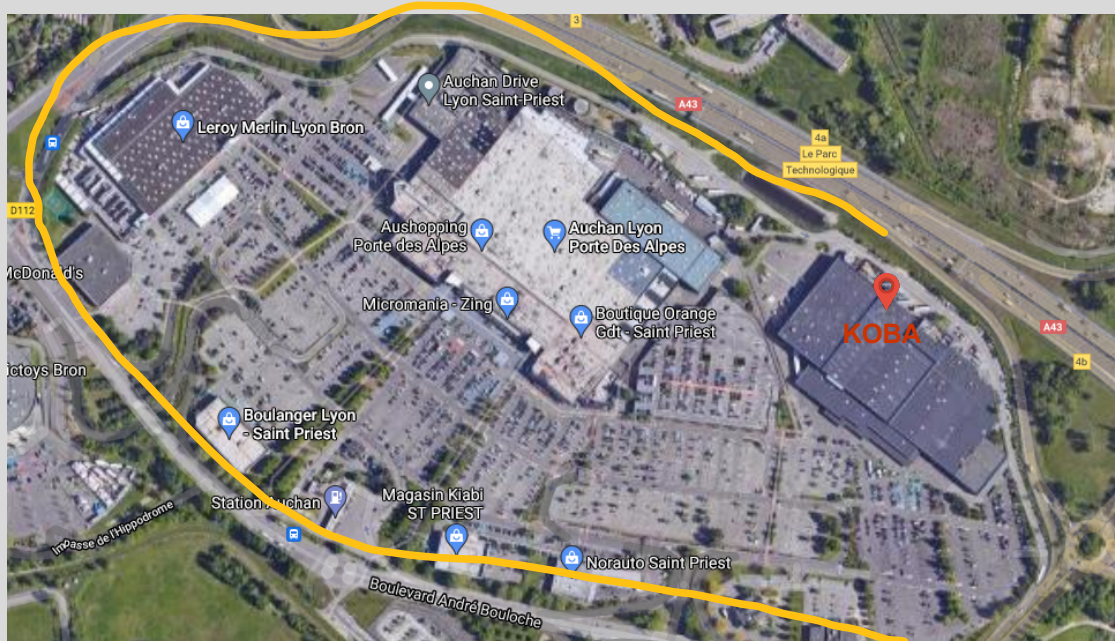 3
Auchan Drive
Lyon Saint-Priest
A43
Leroy Merlin Lyon Bron
4a
Le Parc
Technologique
D112
Aushopping
Porte des Alpes
Auchan Lyon
Porte Des Alpes
McDonald's
Micromania - Zing
Boutique Orange
Gdt - Saint Priest
KOBA
A43
4b
ictoys Bron
Boulanger Lyon
- Saint Priest
Station Auchan
Magasin Kiabi
ST PRIEST
Impasse de l'Hippodrome
Norauto Saint Priest
Boulevard André Bouloche